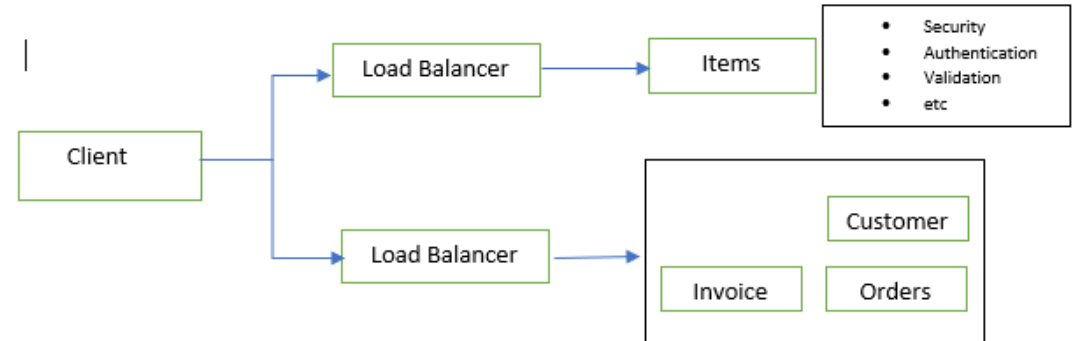 Security
Authentication
Validation
etc
Load Balancer
Items
Client
Customer
Load Balancer
Invoice
Orders